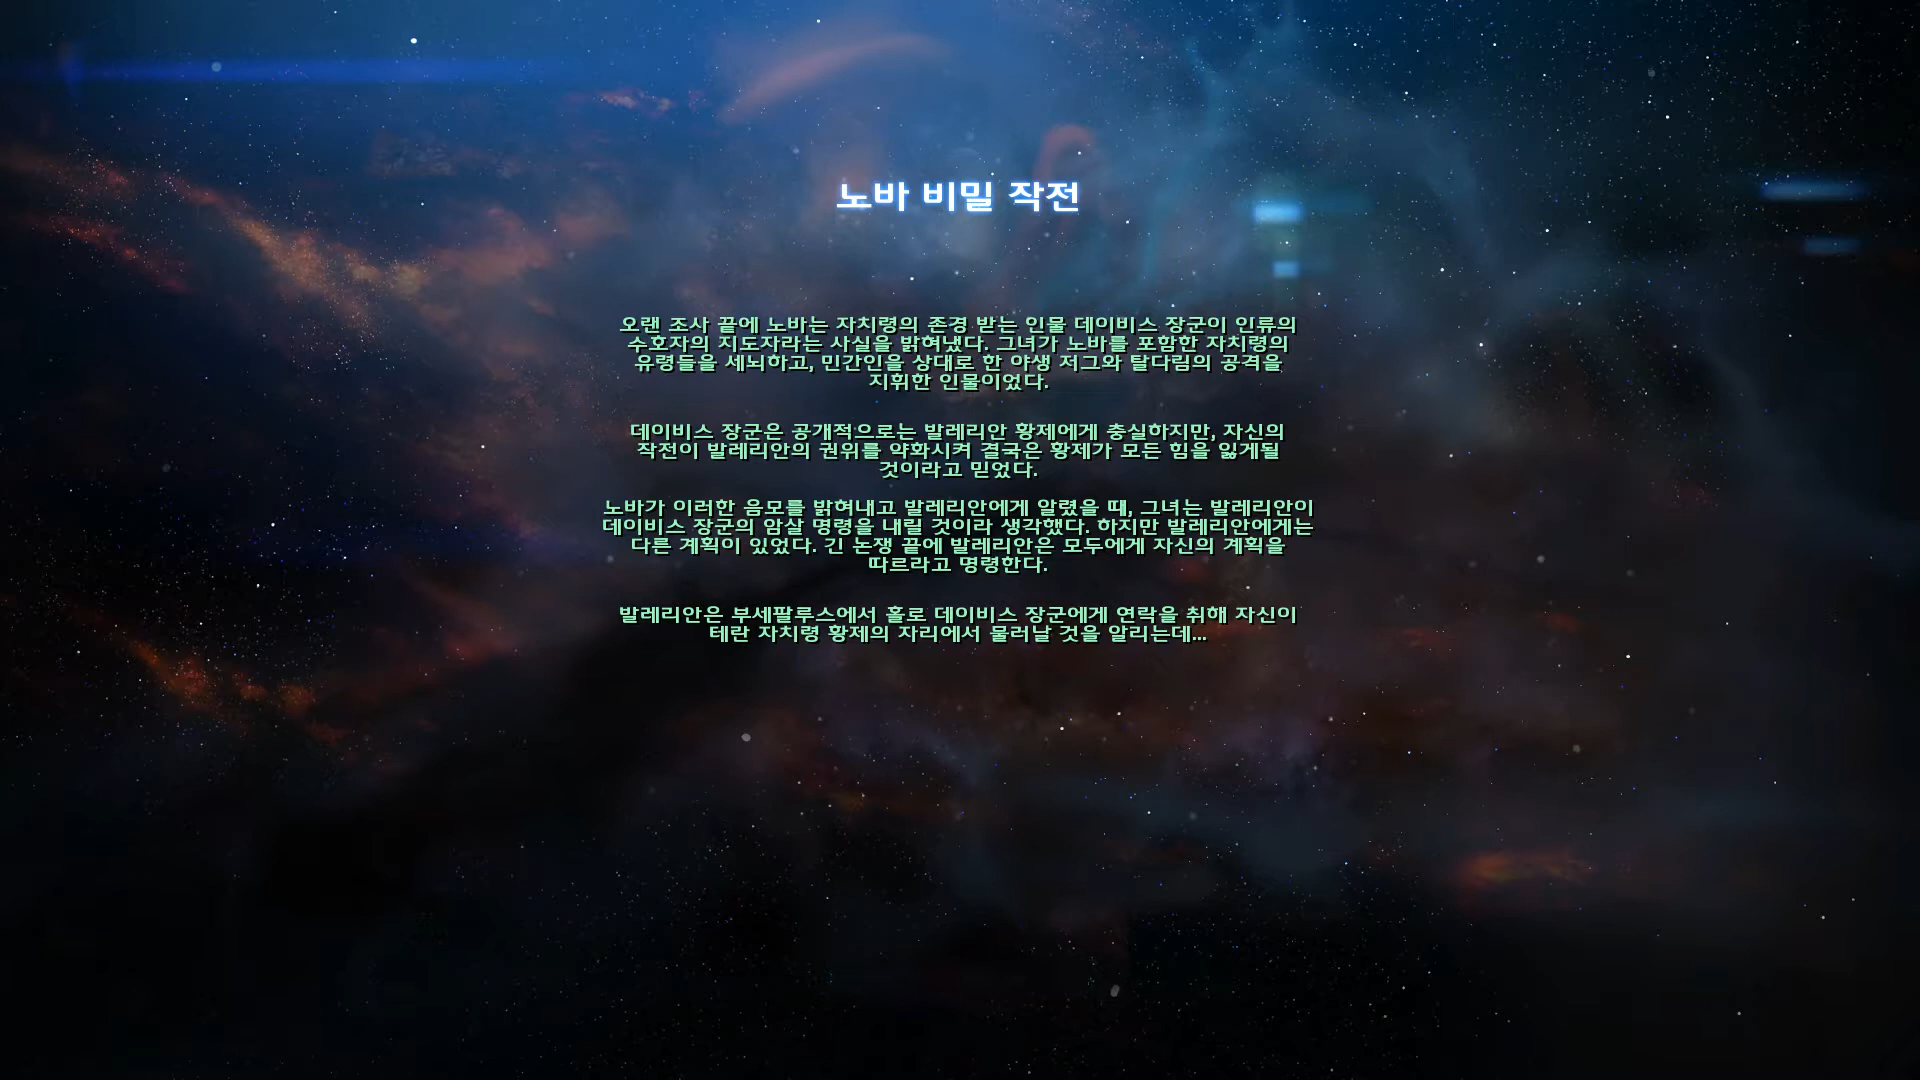 노바 비밀 작전
오랜 조사 끝에 노바는 자치령의 존경 받는 인물 데이비스 장군이 인류의
수호자의 지도자라는 사실을 밝혀냈다. 그녀가 노바를 포함한 자치령의
유령들을 세뇌하고, 민간인을 상대로 한 야생 저그와 탈다림의 공격을
지휘한 인물이었다.
데이비스 장군은 공개적으로는 발레리안 황제에게 충실하지만, 자신의
작전이 발레리안의 권위를 약화시켜 결국은 황제가 모든 힘을 잃게될
것이라고 믿었다.
노바가 이러한 음모를 밝혀내고 발레리안에게 알렸을 때, 그녀는 발레리안이
데이비스 장군의 암살 명령을 내릴 것이라 생각했다. 하지만 발레리안에게는
다른 계획이 있었다. 긴 논쟁 끝에 발레리안은 모두에게 자신의 계획을
따르라고 명령한다.
발레리안은 부세팔루스에서 홀로 데이비스 장군에게 연락을 취해 자신이
테란 자치령 황제의 자리에서 물러날 것을 알리는데...